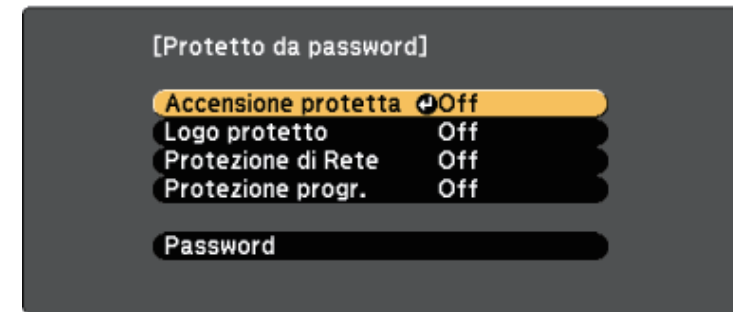 [Protetto da password]
Accensione protetta Off
Logo protetto Off
Protezione di Rete Off
Protezione progr. Off
Password